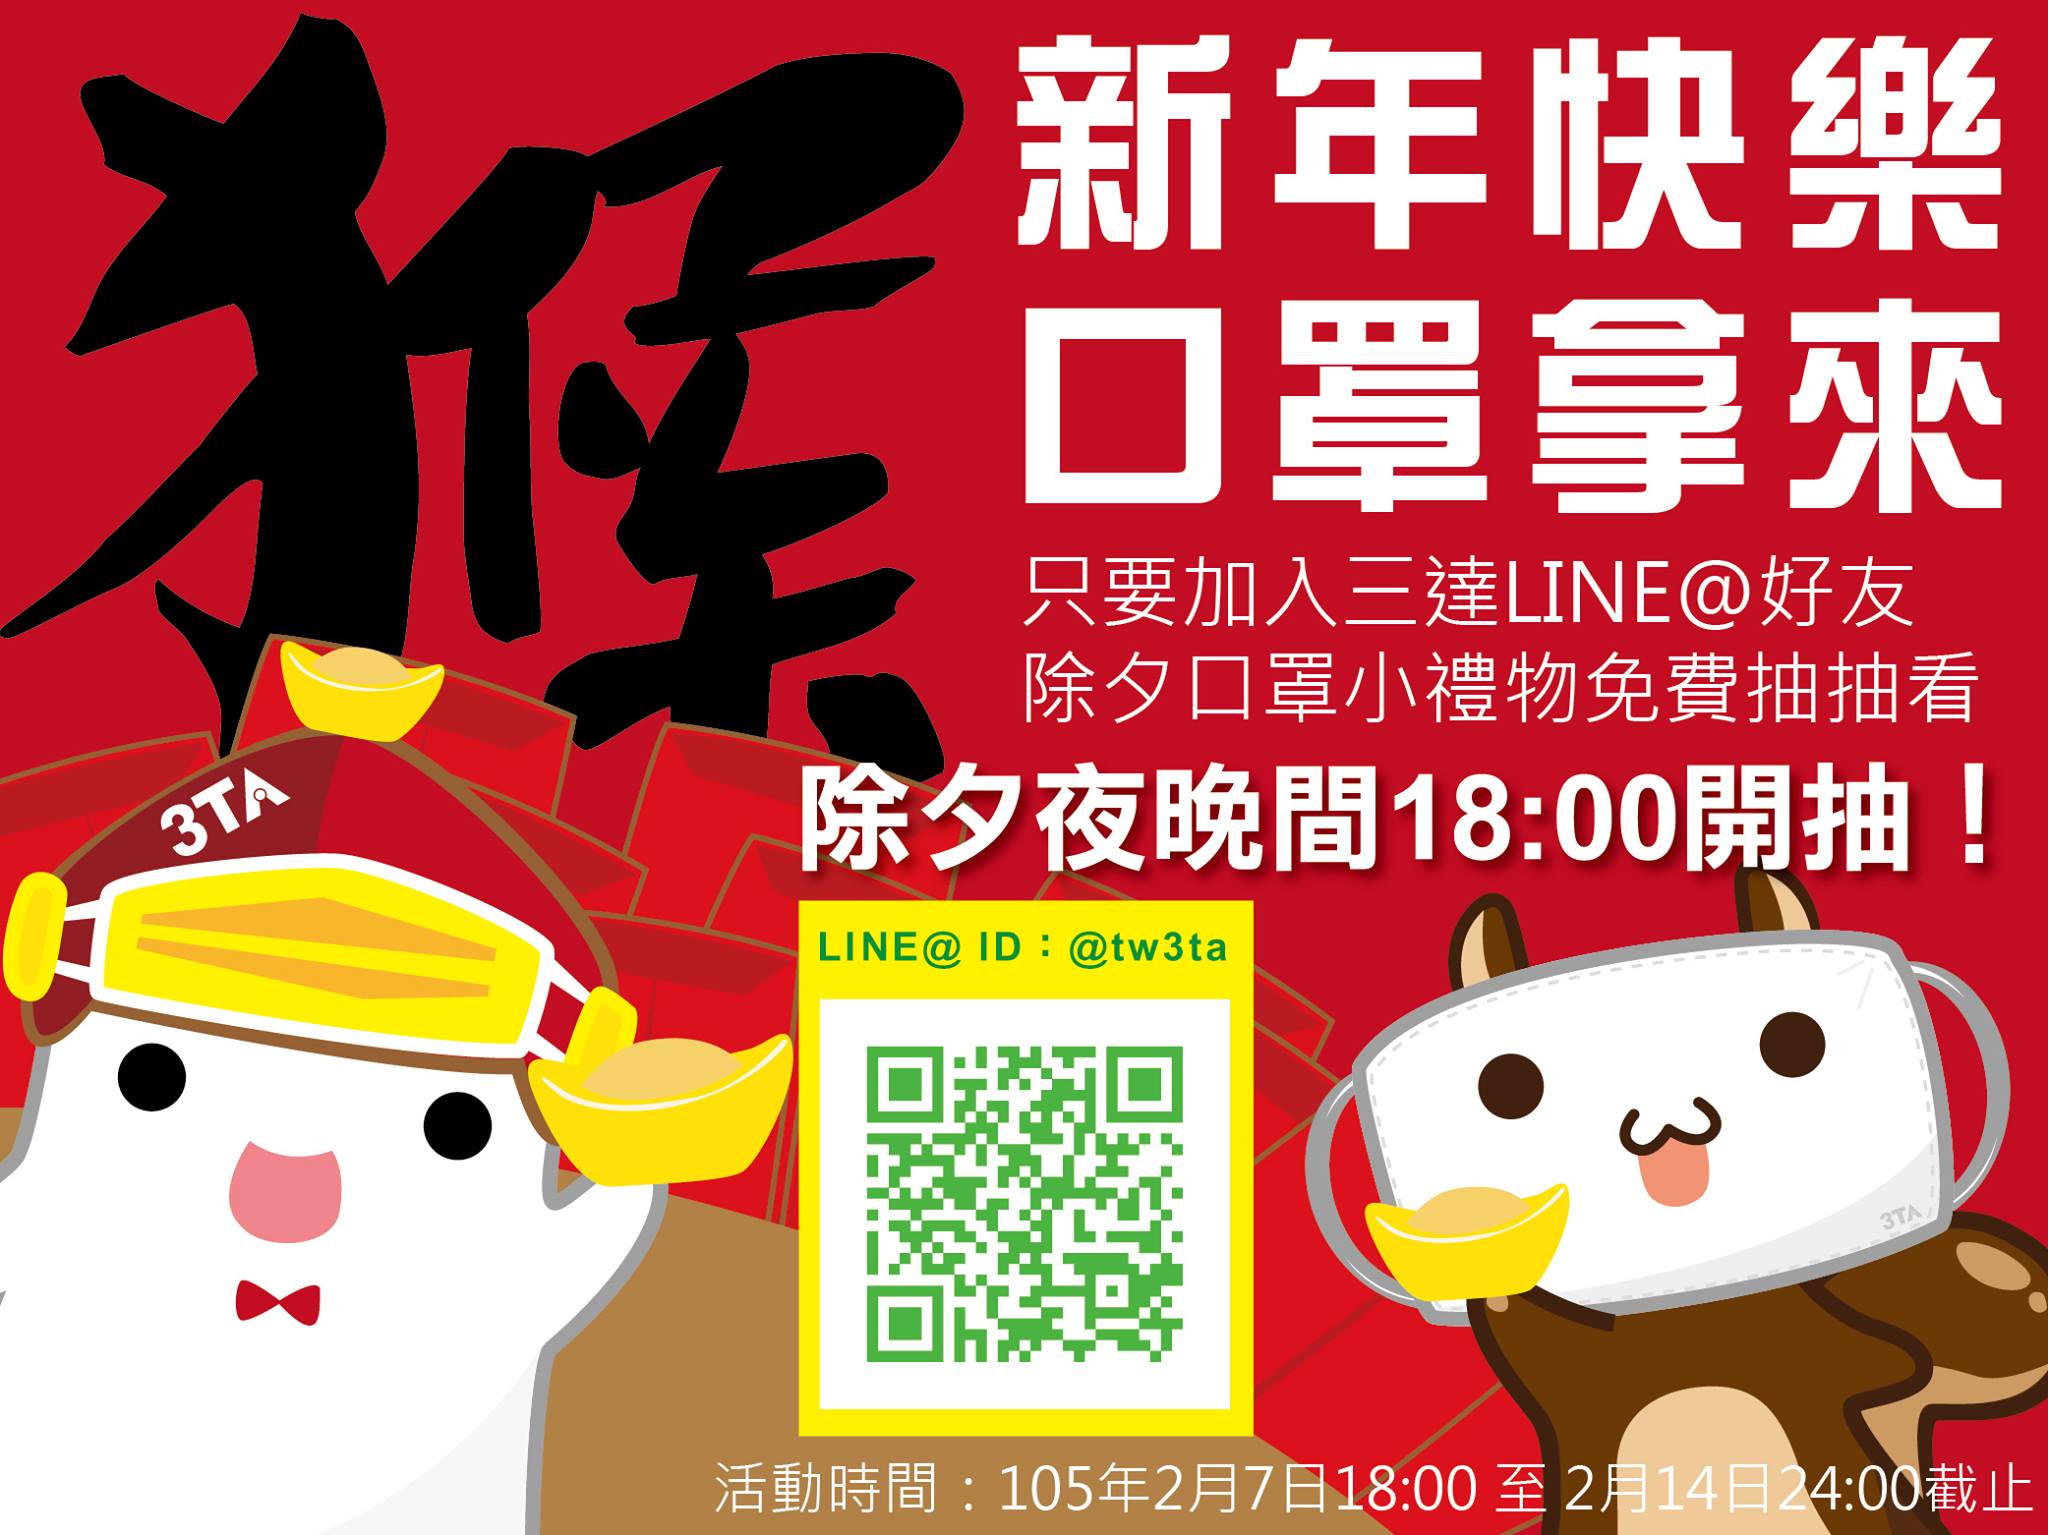 猴
新年快樂
口罩拿來
只要加入三達LINE@好友
除夕口罩小禮物免費抽抽看
除夕夜晚間18:00開抽！
3TA
LINE@ ID：@tw3ta
3TA
活動時間：105年2月7日18:00 至 2月14日24:00截止